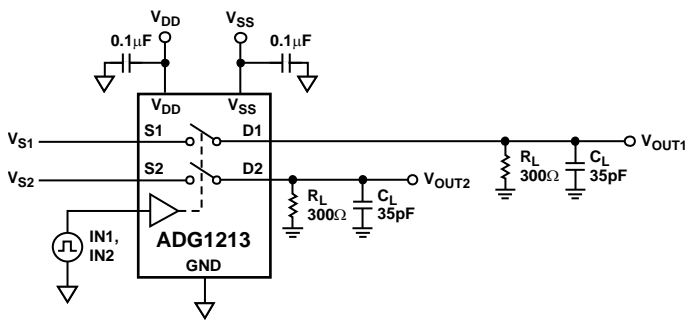 VDD
VSS
0.1µF
0.1µF
VDD
VSS
VS1
S1
D1
VOUT1
VS2
S2
D2
VOUT2
RL
300Ω
CL
35pF
RL
300Ω
CL
35pF
IN1,
IN2
ADG1213
GND